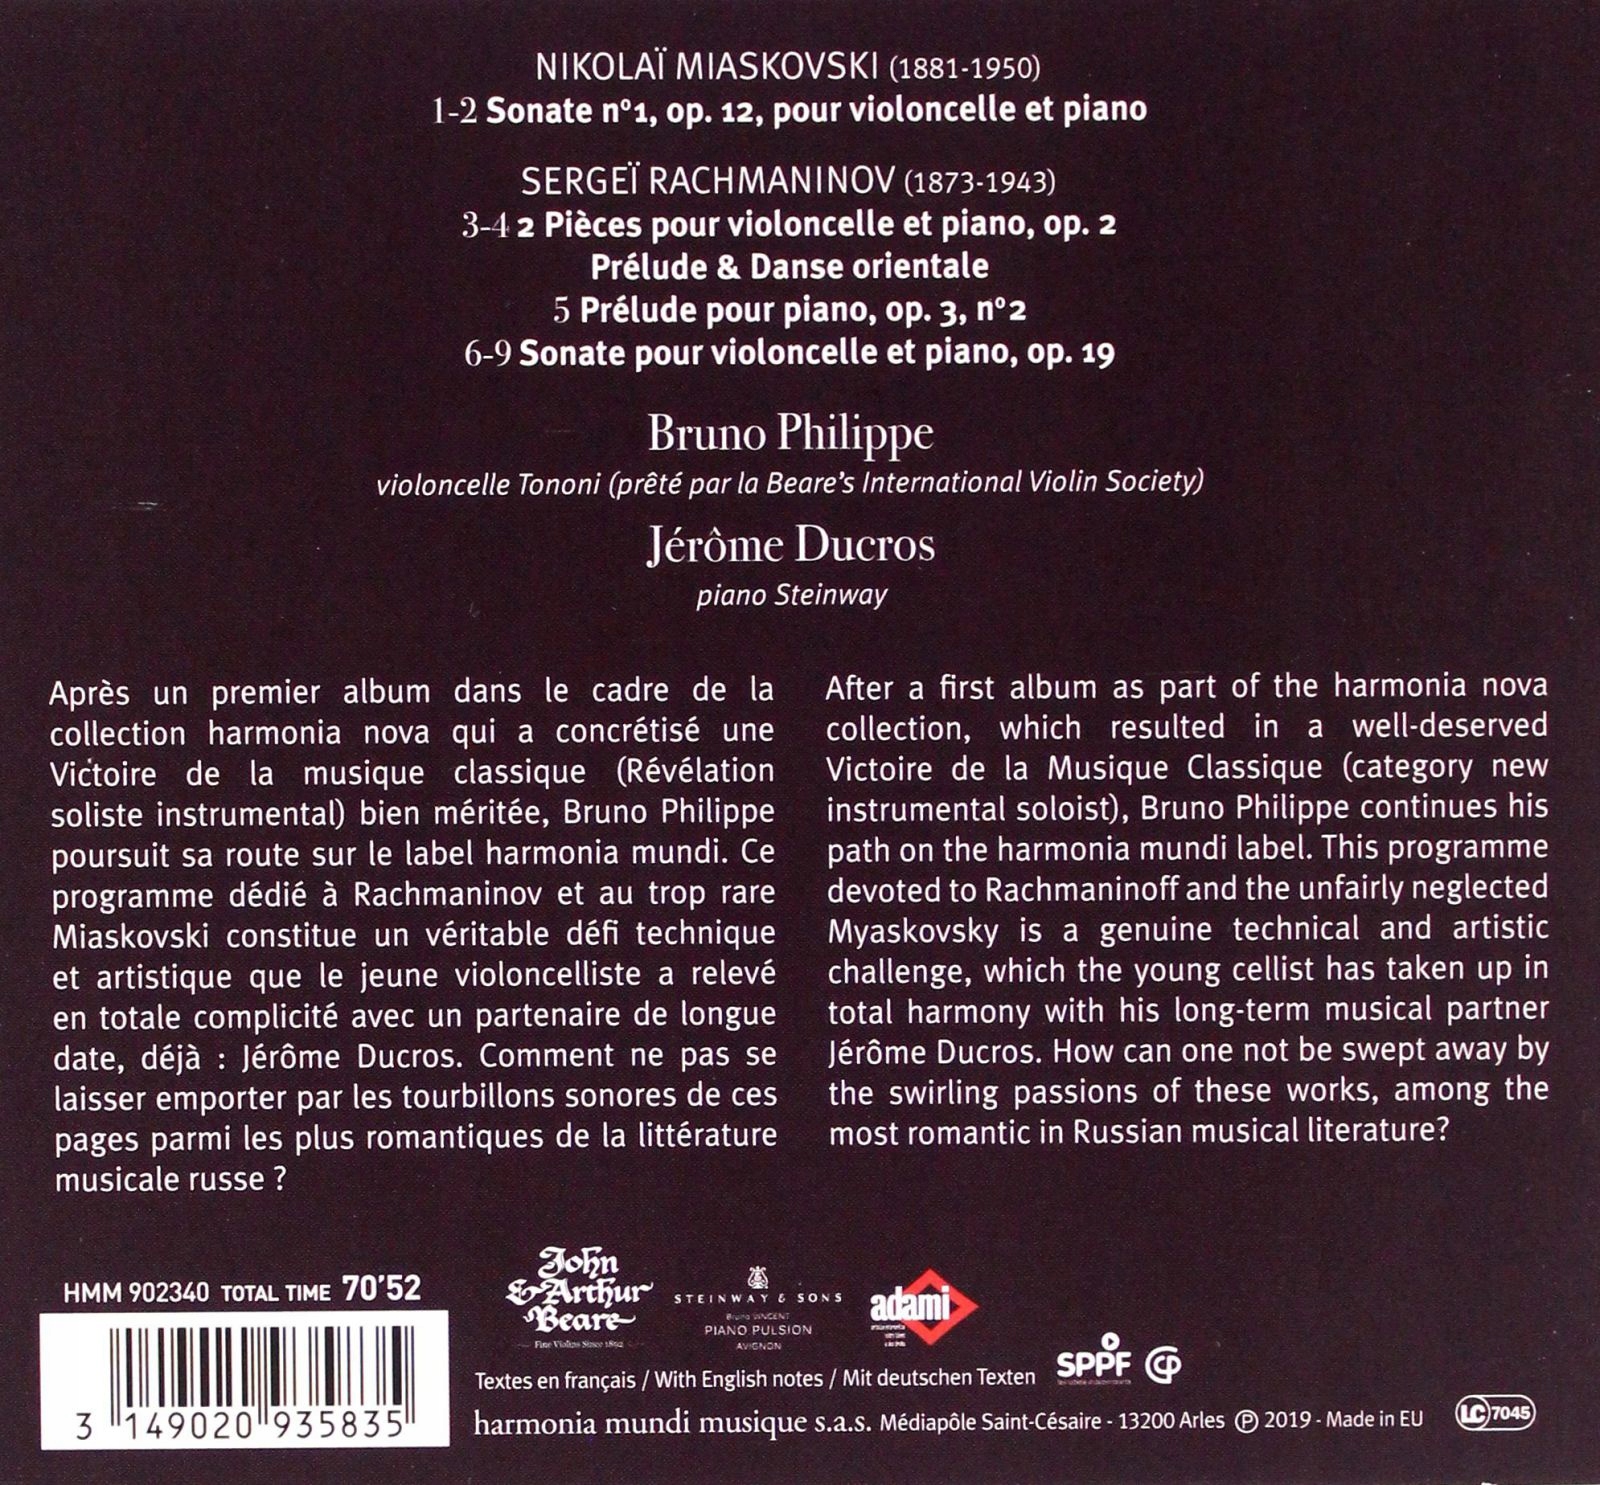 NIKOLAÏ MIASKOVSKI (1881-1950)
1-2 Sonate nº1, op. 12, pour violoncelle et piano
SERGEÏ RACHMANINOV (1873-1943)
3-4 2 Pièces pour violoncelle et piano, op. 2
Prélude & Danse orientale
5 Prélude pour piano, op. 3, nº2
6-9 Sonate pour violoncelle et piano, op. 19
Bruno Philippe
violoncelle Tononi (prêté par la Beare's International Violin Society)
Jérôme Ducros
piano Steinway
Après un premier album dans le cadre de la
collection harmonia nova qui a concrétisé une
Victoire de la musique classique (Révélation
soliste instrumental) bien méritée, Bruno Philippe
poursuit sa route sur le label harmonia mundi. Ce
programme dédié à Rachmaninov et au trop rare
Miaskovski constitue un véritable défi technique
et artistique que le jeune violoncelliste a relevé
en totale complicité avec un partenaire de longue
date, déjà : Jérôme Ducros. Comment ne pas se
laisser emporter par les tourbillons sonores de ces
pages parmi les plus romantiques de la littérature
musicale russe ?
After a first album as part of the harmonia nova
collection, which resulted in a well-deserved
Victoire de la Musique Classique (category new
instrumental soloist), Bruno Philippe continues his
path on the harmonia mundi label. This programme
devoted to Rachmaninoff and the unfairly neglected
Myaskovsky is a genuine technical and artistic
challenge, which the young cellist has taken up in
total harmony with his long-term musical partner
Jérôme Ducros. How can one not be swept away by
the swirling passions of these works, among the
most romantic in Russian musical literature?
HMM 902340 TOTAL TIME 70'52
3 149020 935835
John
& Arthur
Beare
Fine Violins Since 1892
STEINWAY & SONS
Bruno VINCENT
PIANO PULSION
AVIGNON
adami
SPPF
CP
Textes en français / With English notes / Mit deutschen Texten
harmonia mundi musique s.a.s. Médiapôle Saint-Césaire - 13200 Arles ℗ 2019 - Made in EU
LC 7045